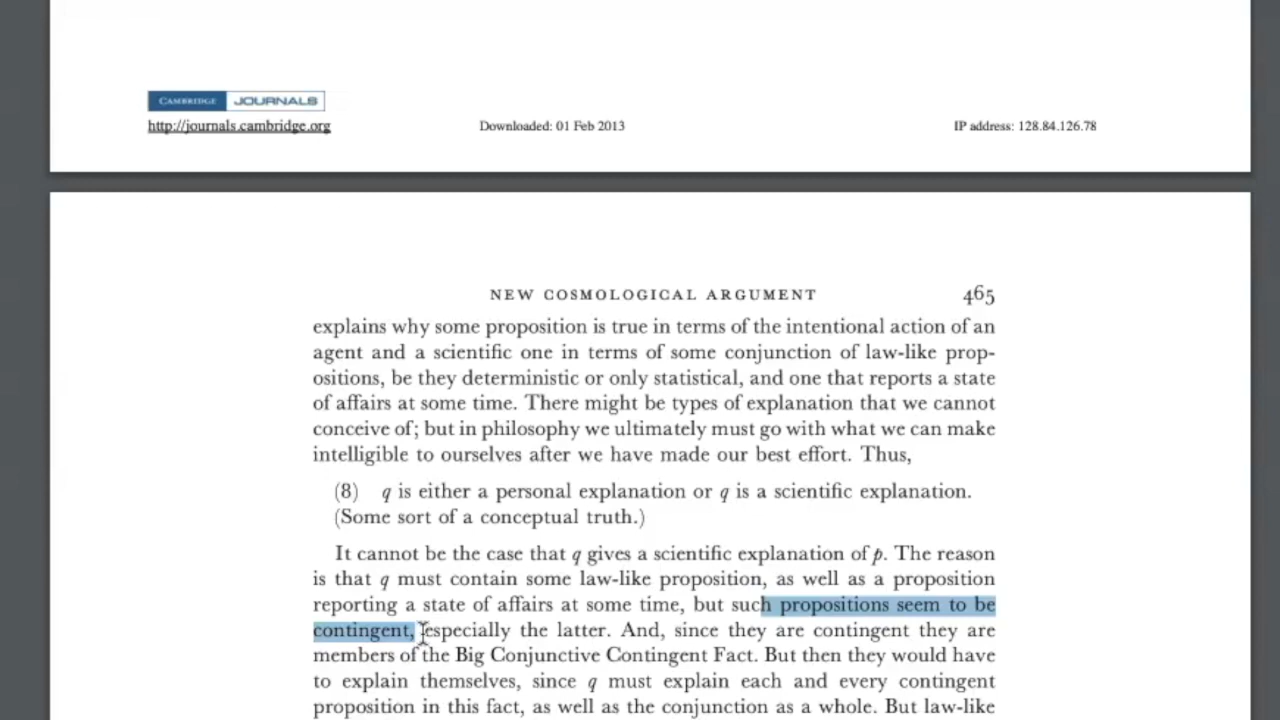 CAMBRIDGE JOURNALS
http://journals.cambridge.org Downloaded: 01 Feb 2013 IP address: 128.84.126.78
NEW COSMOLOGICAL ARGUMENT 465
explains why some proposition is true in terms of the intentional action of an
agent and a scientific one in terms of some conjunction of law-like prop-
ositions, be they deterministic or only statistical, and one that reports a state
of affairs at some time. There might be types of explanation that we cannot
conceive of; but in philosophy we ultimately must go with what we can make
intelligible to ourselves after we have made our best effort. Thus,
(8) q is either a personal explanation or q is a scientific explanation.
(Some sort of a conceptual truth.)
It cannot be the case that q gives a scientific explanation of p. The reason
is that q must contain some law-like proposition, as well as a proposition
reporting a state of affairs at some time, but such propositions seem to be
contingent, especially the latter. And, since they are contingent they are
members of the Big Conjunctive Contingent Fact. But then they would have
to explain themselves, since q must explain each and every contingent
proposition in this fact, as well as the conjunction as a whole. But law-like